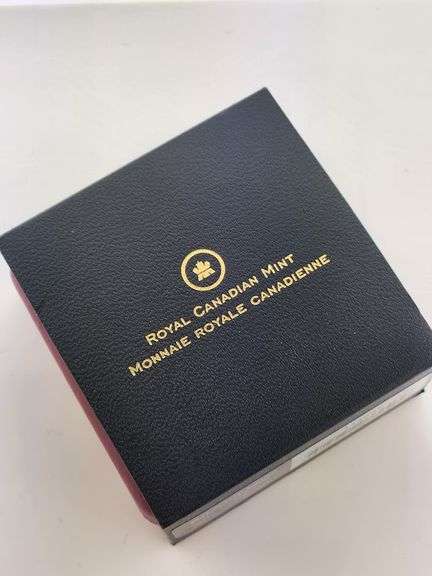 ROYAL CANADIAN MINT
MONNAIE ROYALE CANADIENNE